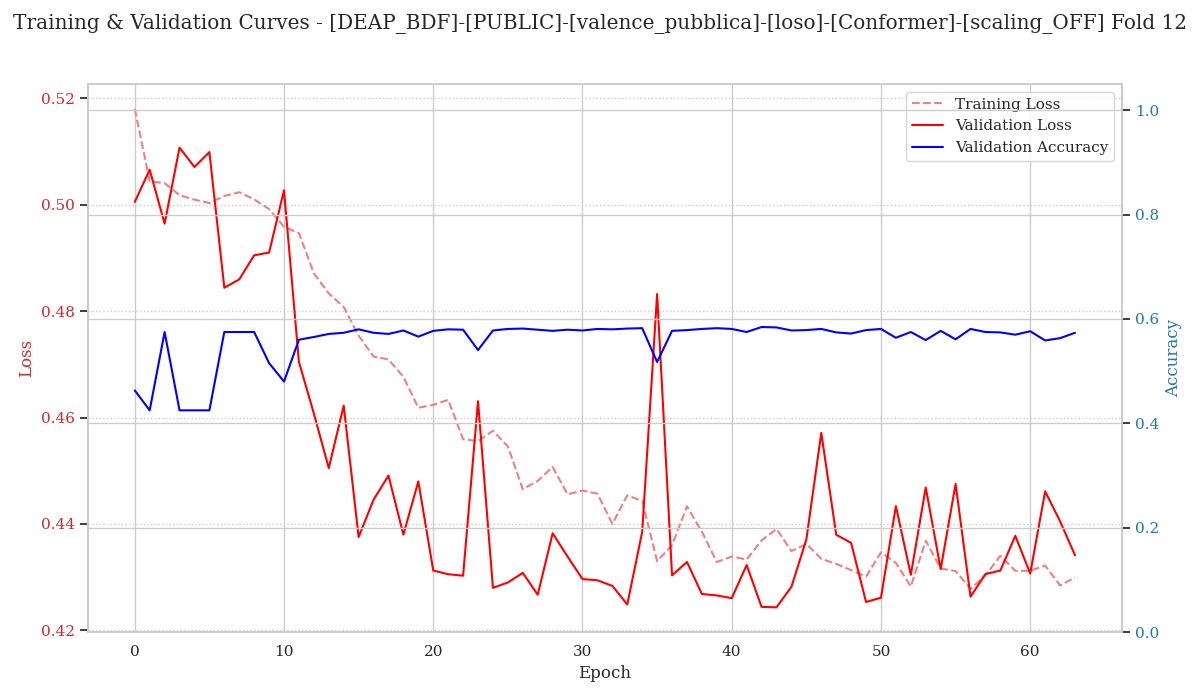 Training & Validation Curves - [DEAP_BDF]-[PUBLIC]-[valence_pubblica]-[loso]-[Conformer]-[scaling_OFF] Fold 12
Training Loss
Validation Loss
Validation Accuracy
0.52
0.50
0.48
0.46
0.44
0.42
Loss
1.0
0.8
0.6
0.4
0.2
0.0
Accuracy
0 10 20 30 40 50 60
Epoch